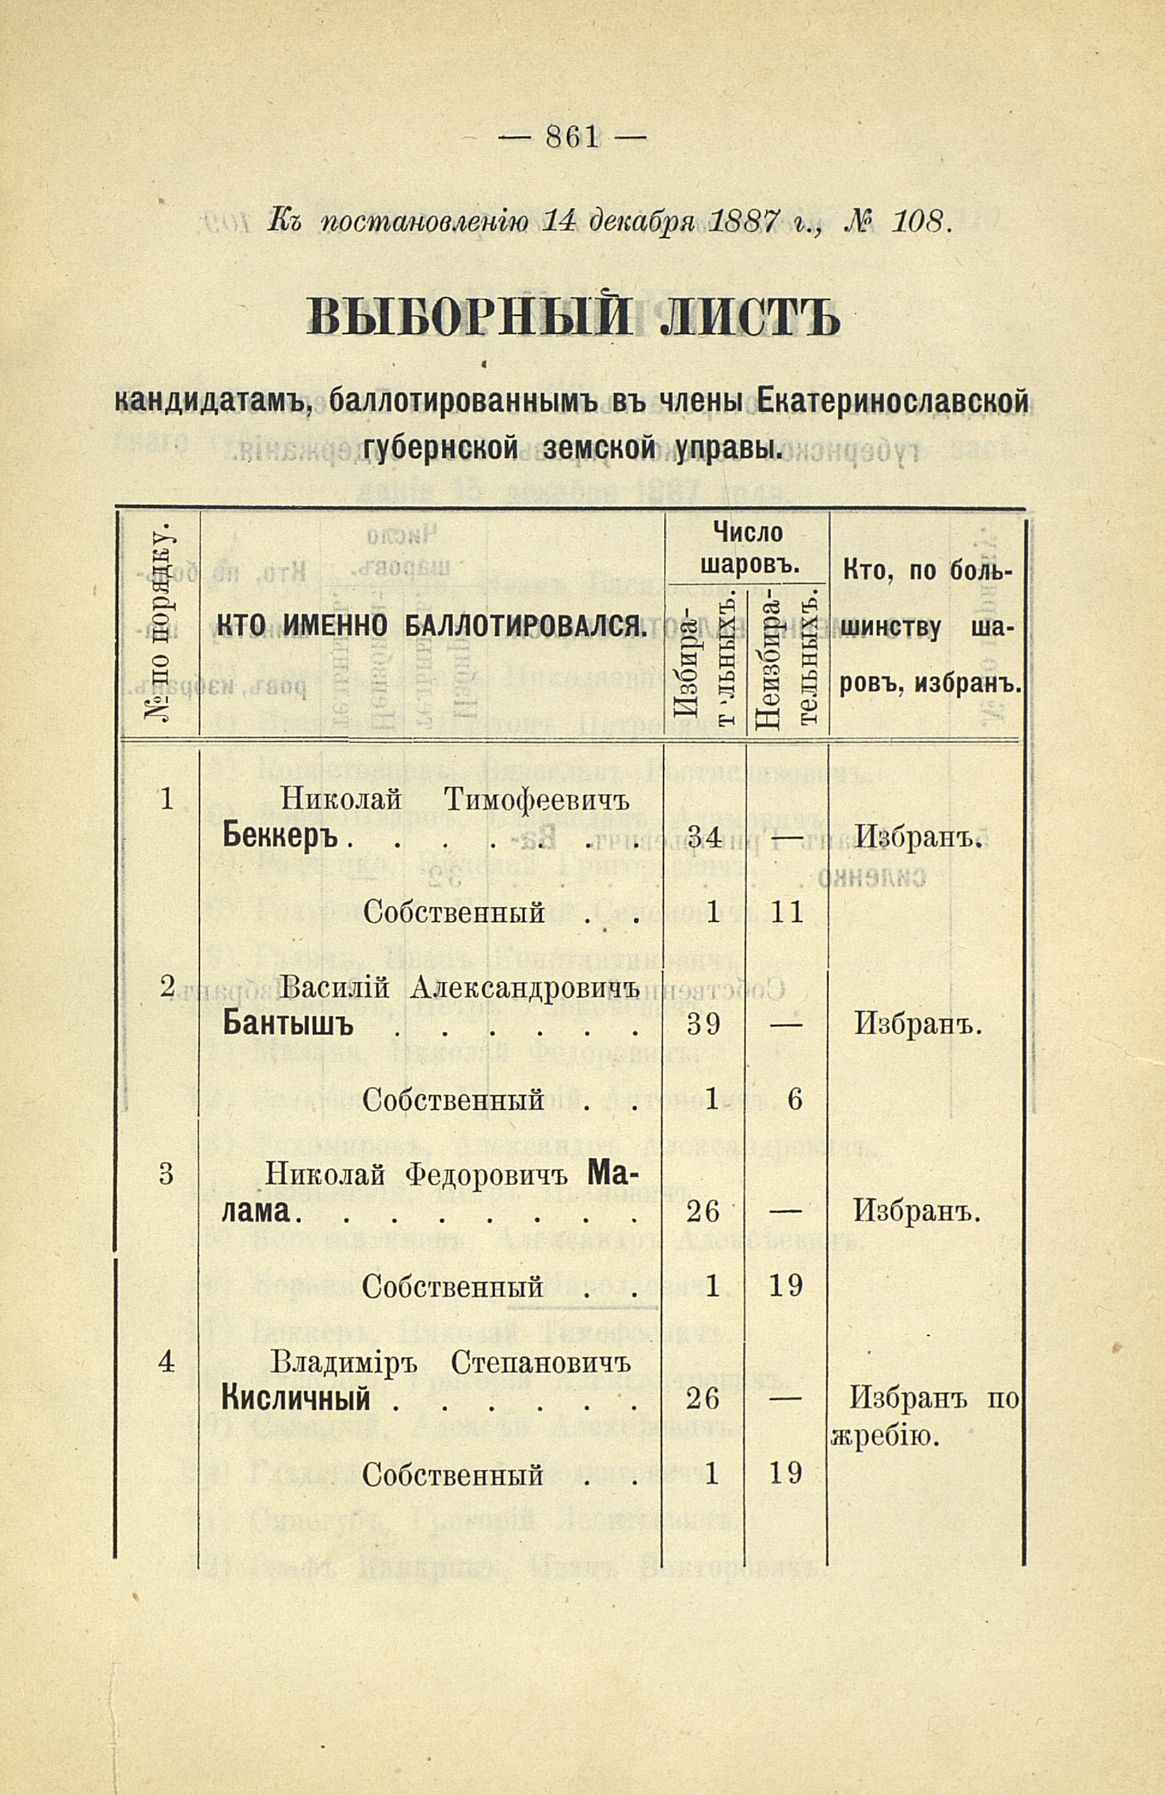 — 861 —
Къ постановленію 14 декабря 1887 г., № 108.
ВЫБОРНЫЙ ЛИСТЪ
кандидатамъ, баллотированнымъ въ члены Екатеринославской
губернской земской управы.
№ по порядку.
КТО ИМЕННО БАЛЛОТИРОВАЛСЯ.
Число
шаровъ.
Избира-
т льныхъ.
Неизбира-
тельныхъ.
Кто, по боль-
шинству ша-
ровъ, избранъ.
1 Николай Тимофеевичъ
Беккеръ . . . . . . . 34 — Избранъ.
Собственный . . 1 11
2 Василій Александровичъ
Бантышъ . . . . . . 39 — Избранъ.
Собственный . . 1 6
3 Николай Федоровичъ Ма-
лама. . . . . . . . 26 — Избранъ.
Собственный . . 1 19
4 Владиміръ Степановичъ
Кисличный . . . . . . 26 — Избранъ по
жребію.
Собственный . . 1 19